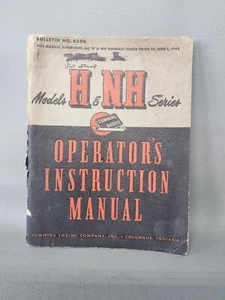 BULLETIN NO. 5206
THIS MANUAL SUPERSEDES ALL "H" & "NH" MANUALS ISSUED PRIOR TO JUNE 1, 1948
H & NH
Models Series
CUMMINS
DIESEL
OPERATOR'S
INSTRUCTION
MANUAL
CUMMINS ENGINE COMPANY, INC. • COLUMBUS, INDIANA